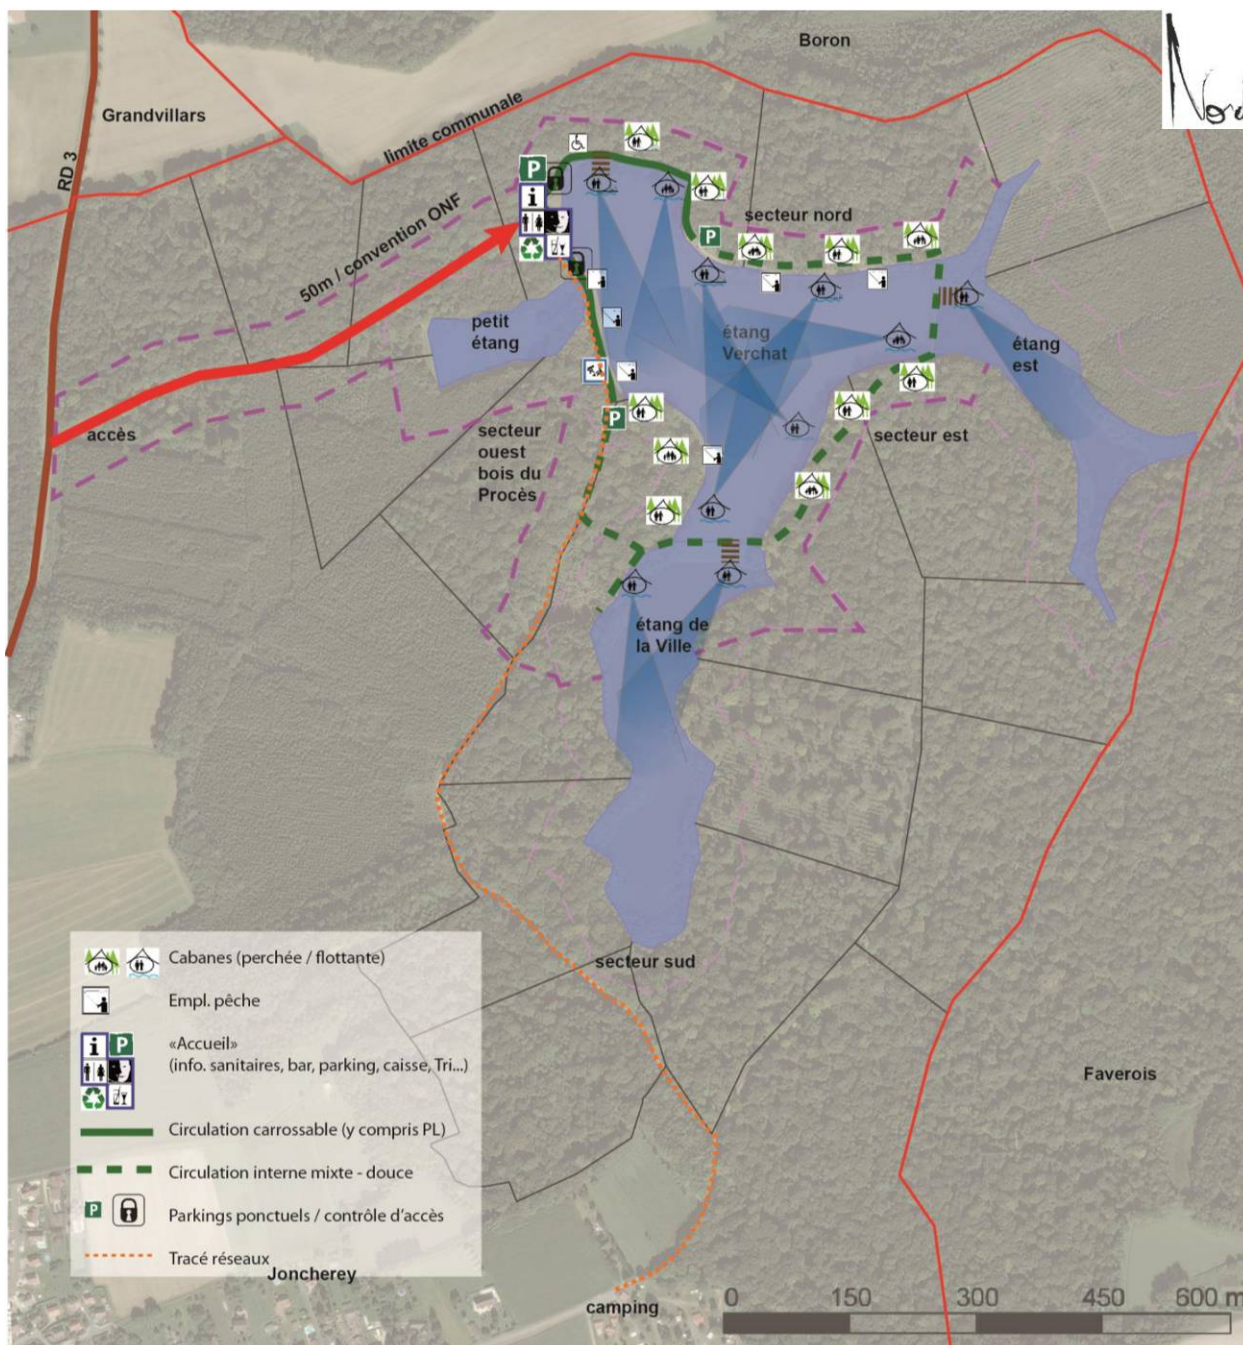 Boron
Nord
Grandvillars
limite communale
RD 3
P
i
secteur nord
P
50m / convention ONF
petit
étang
étang
Verchat
étang
est
accès
P
secteur
ouest
bois du
Procès
secteur est
étang de
la Ville
secteur sud
Faverois
Cabanes (perchée / flottante)
Empl. pêche
i P
«Accueil»
(info. sanitaires, bar, parking, caisse, Tri...)
Circulation carrossable (y compris PL)
Circulation interne mixte - douce
P
Parkings ponctuels / contrôle d'accès
Tracé réseaux
Joncherey
camping
0 150 300 450 600 m